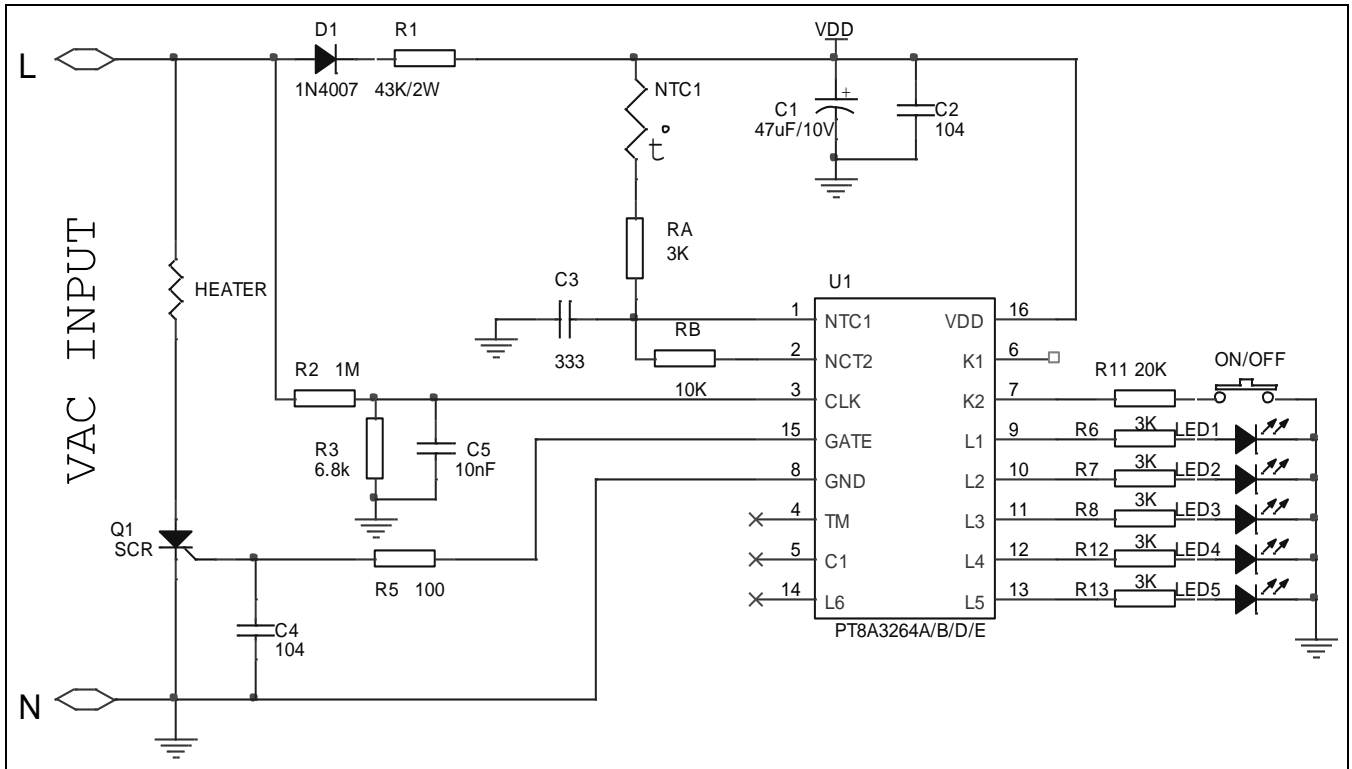 L
D1
R1
1N4007
43K/2W
VDD
NTC1
t°
C1
47uF/10V
+
C2
104
RA
3K
VAC INPUT
HEATER
C3
333
RB
10K
R2 1M
R3
6.8k
C5
10nF
U1
1 NTC1
2 NCT2
3 CLK
15 GATE
8 GND
4 TM
5 C1
14 L6
VDD 16
K1 6
K2 7
L1 9
L2 10
L3 11
L4 12
L5 13
PT8A3264A/B/D/E
R11 20K
ON/OFF
R6 3K LED1
R7 3K LED2
R8 3K LED3
R12 3K LED4
R13 3K LED5
Q1
SCR
R5 100
C4
104
N